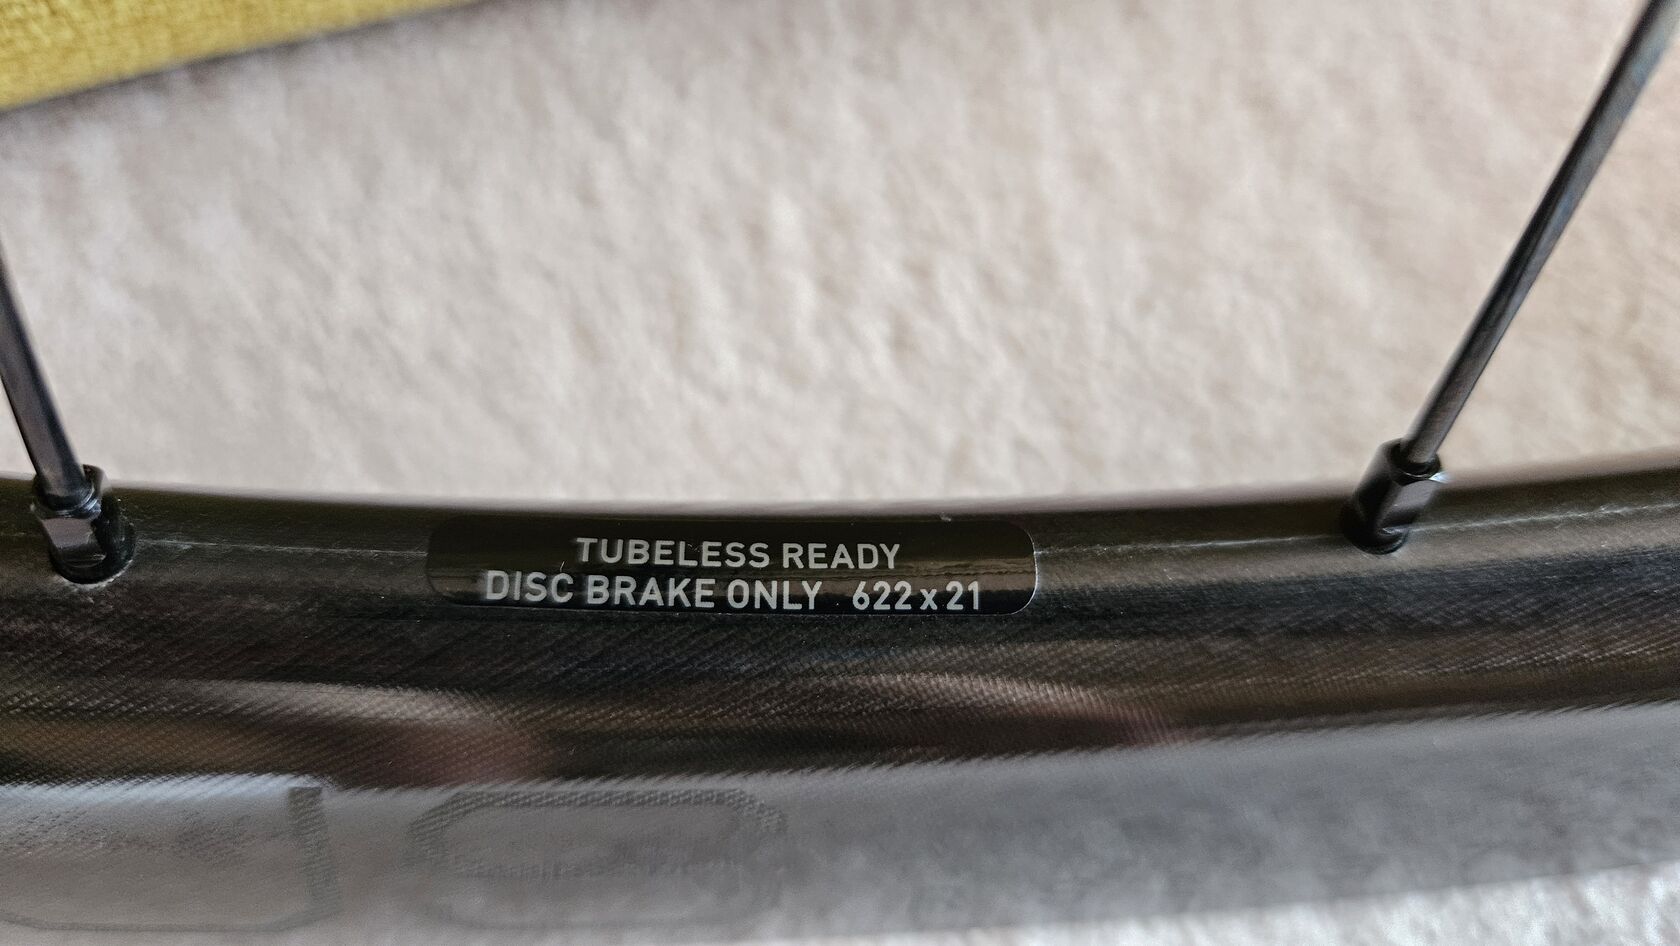 TUBELESS READY
DISC BRAKE ONLY 622 x 21